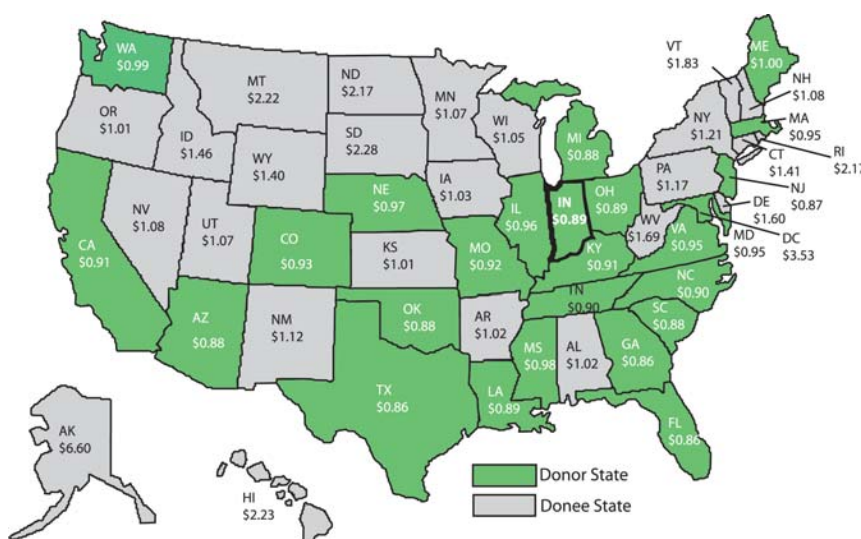 WA
$0.99
OR
$1.01
CA
$0.91
ID
$1.46
NV
$1.08
MT
$2.22
WY
$1.40
UT
$1.07
AZ
$0.88
CO
$0.93
NM
$1.12
ND
$2.17
SD
$2.28
NE
$0.97
KS
$1.01
OK
$0.88
TX
$0.86
MN
$1.07
IA
$1.03
MO
$0.92
AR
$1.02
LA
$0.89
WI
$1.05
IL
$0.96
MI
$0.88
IN
$0.89
OH
$0.89
KY
$0.91
TN
$0.90
MS
$0.98
AL
$1.02
GA
$0.86
FL
$0.86
SC
$0.88
NC
$0.90
VA
$0.95
WV
$1.69
PA
$1.17
NY
$1.21
VT
$1.83
ME
$1.00
NH
$1.08
MA
$0.95
RI
CT
$1.41
NJ
$0.87
DE
$1.60
MD
$0.95
DC
$3.53
AK
$6.60
HI
$2.23
Donor State
Donee State